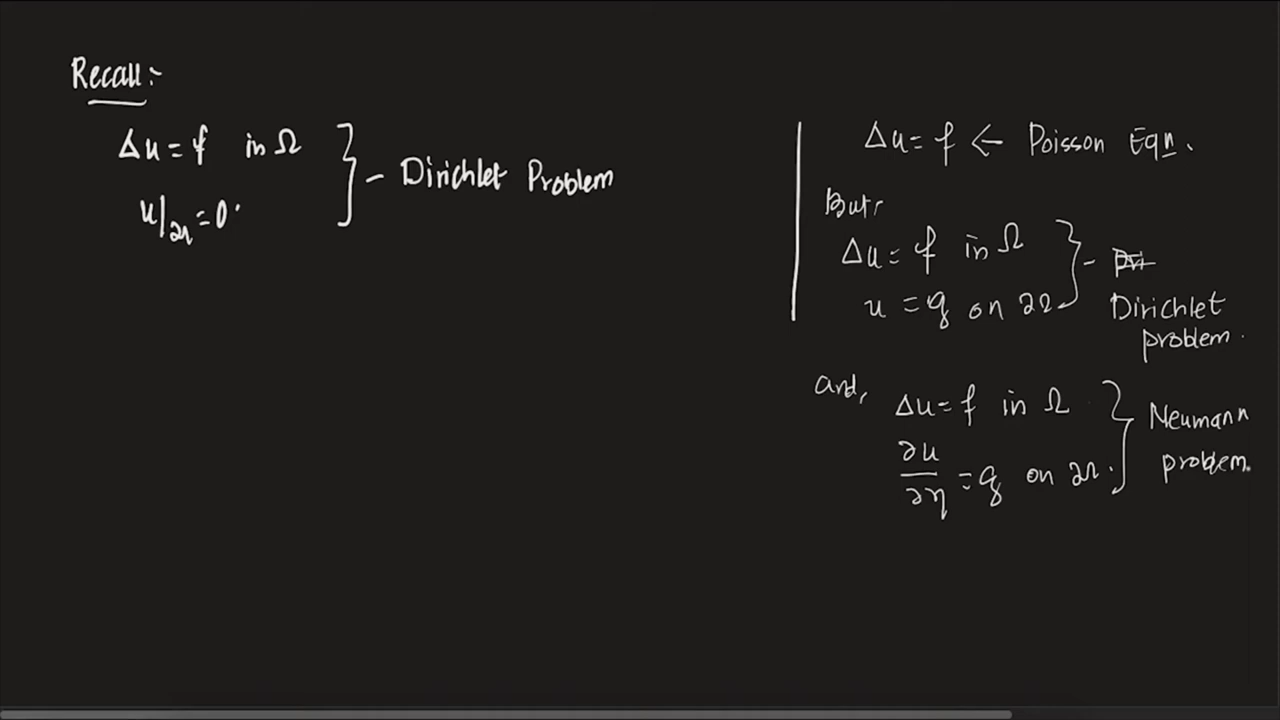 Recall:-
Δu = f in Ω
u|∂Ω = 0.
} - Dirichlet Problem
Δu = f ← Poisson Eqn.
But,
Δu = f in Ω
u = g on ∂Ω
} - Dirichlet
problem.
and, Δu = f in Ω
∂u/∂η = g on ∂Ω.
} Neumann
problem.